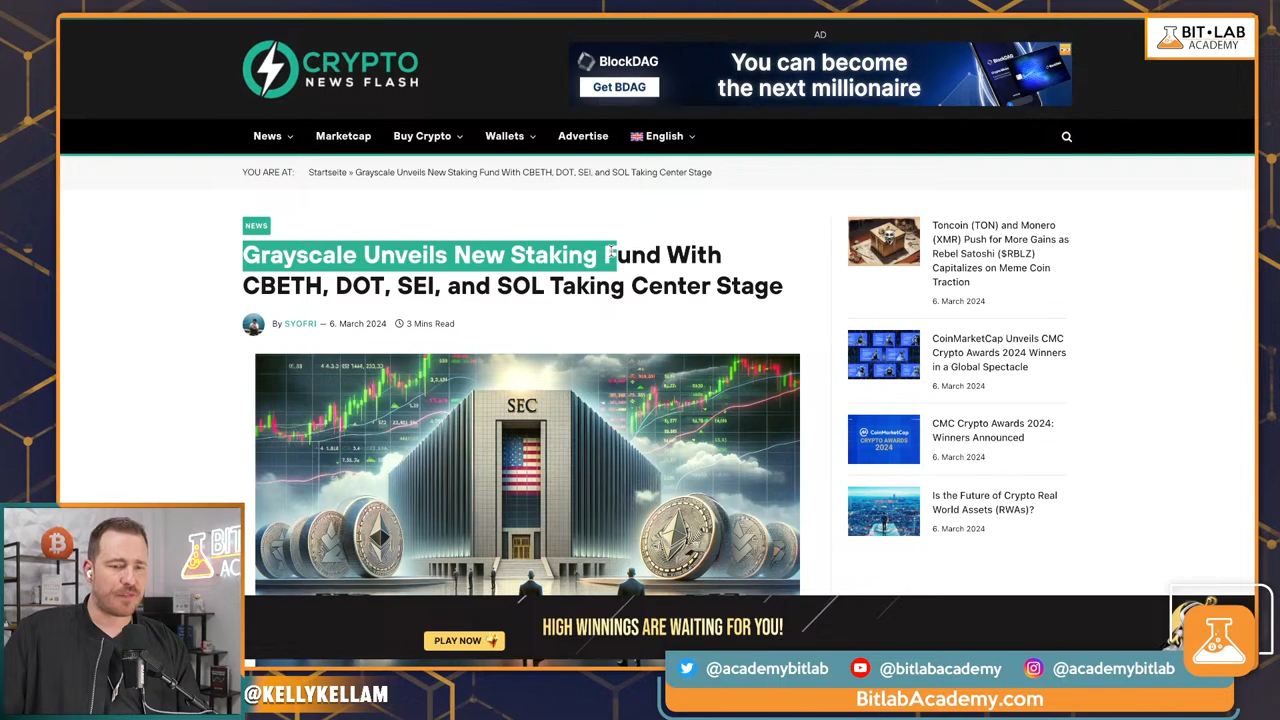 BIT•LAB
ACADEMY
CRYPTO
NEWS FLASH
AD
BlockDAG
Get BDAG
You can become
the next millionaire
News
Marketcap
Buy Crypto
Wallets
Advertise
English
YOU ARE AT:
Startseite » Grayscale Unveils New Staking Fund With CBETH, DOT, SEI, and SOL Taking Center Stage
NEWS
Grayscale Unveils New Staking Fund With
CBETH, DOT, SEI, and SOL Taking Center Stage
By SYOFRI — 6. March 2024 3 Mins Read
SEC
Toncoin (TON) and Monero
(XMR) Push for More Gains as
Rebel Satoshi ($RBLZ)
Capitalizes on Meme Coin
Traction
6. March 2024
CoinMarketCap Unveils CMC
Crypto Awards 2024 Winners
in a Global Spectacle
6. March 2024
CoinMarketCap
CRYPTO AWARDS
2024
CMC Crypto Awards 2024:
Winners Announced
6. March 2024
Is the Future of Crypto Real
World Assets (RWAs)?
6. March 2024
PLAY NOW
HIGH WINNINGS ARE WAITING FOR YOU!
@KELLYKELLAM
@academybitlab
@bitlabacademy
@academybitlab
BitlabAcademy.com